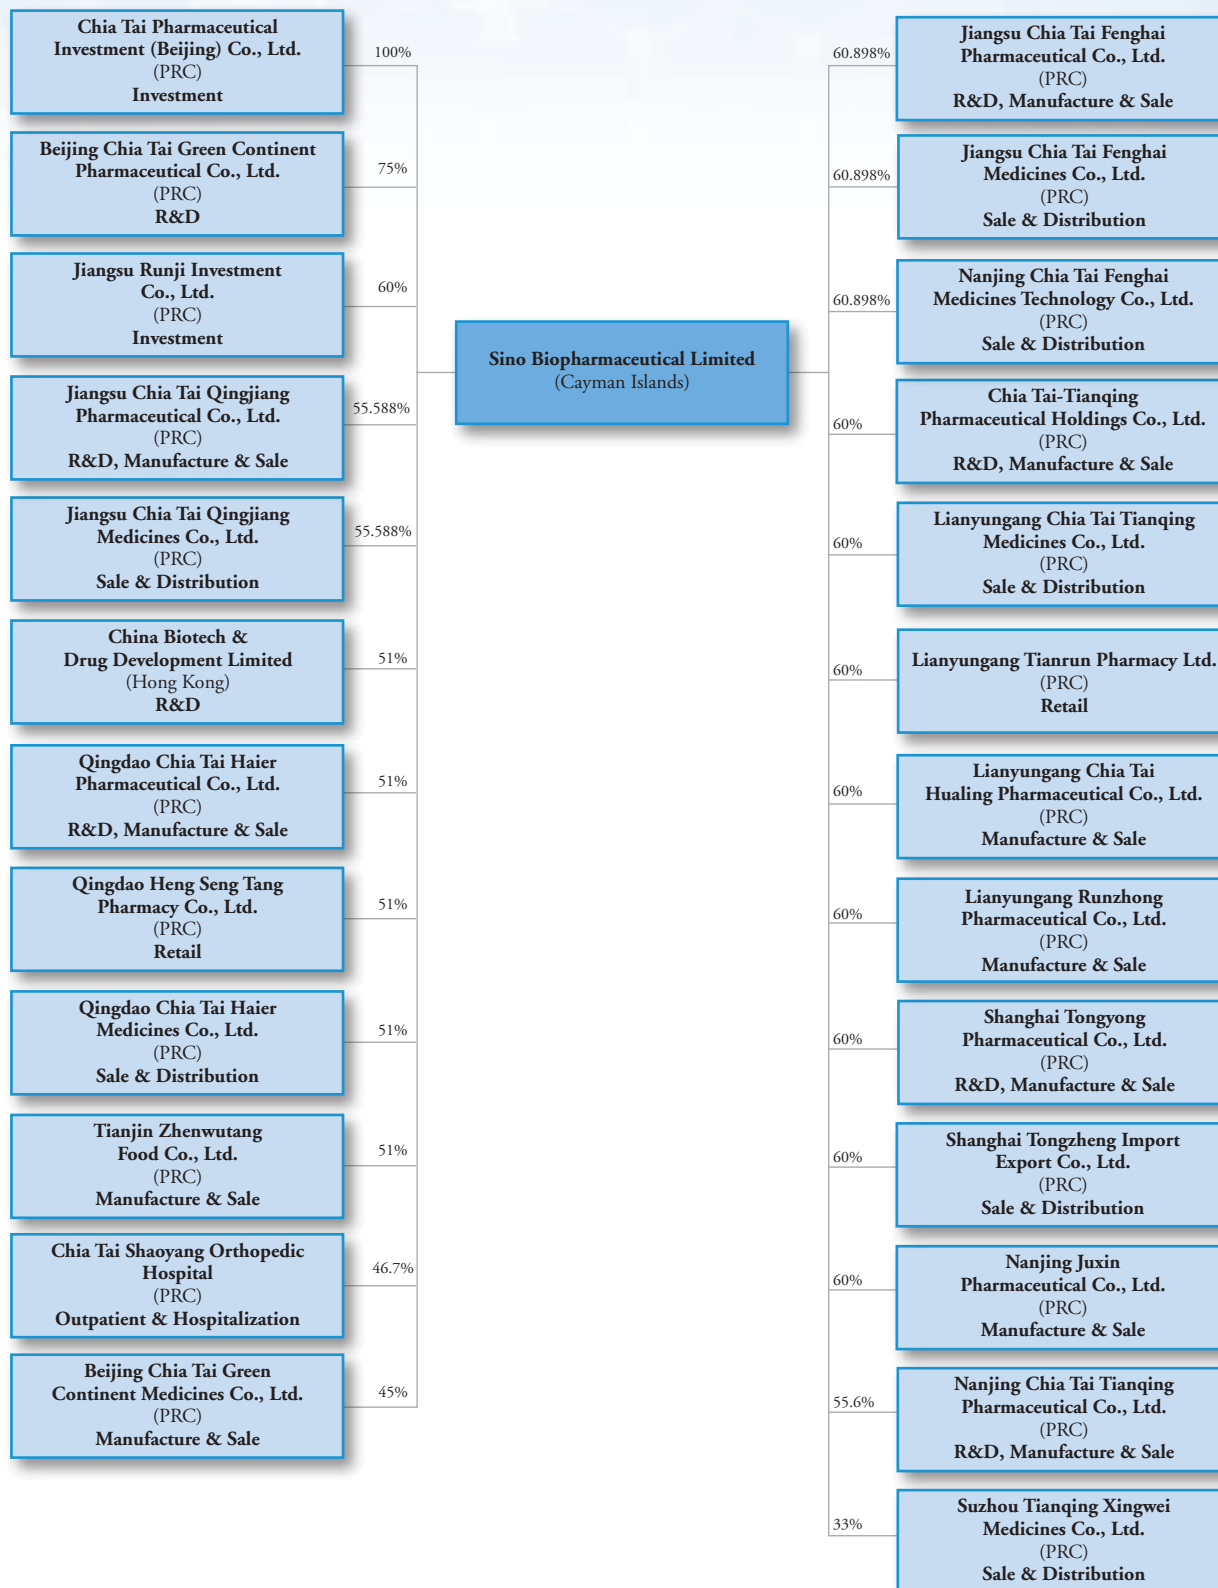 Chia Tai Pharmaceutical
Investment (Beijing) Co., Ltd.
(PRC)
Investment
100%
Beijing Chia Tai Green Continent
Pharmaceutical Co., Ltd.
(PRC)
R&D
75%
Jiangsu Runji Investment
Co., Ltd.
(PRC)
Investment
60%
Jiangsu Chia Tai Qingjiang
Pharmaceutical Co., Ltd.
(PRC)
R&D, Manufacture & Sale
55.588%
Jiangsu Chia Tai Qingjiang
Medicines Co., Ltd.
(PRC)
Sale & Distribution
55.588%
China Biotech &
Drug Development Limited
(Hong Kong)
R&D
51%
Qingdao Chia Tai Haier
Pharmaceutical Co., Ltd.
(PRC)
R&D, Manufacture & Sale
51%
Qingdao Heng Seng Tang
Pharmacy Co., Ltd.
(PRC)
Retail
51%
Qingdao Chia Tai Haier
Medicines Co., Ltd.
(PRC)
Sale & Distribution
51%
Tianjin Zhenwutang
Food Co., Ltd.
(PRC)
Manufacture & Sale
51%
Chia Tai Shaoyang Orthopedic
Hospital
(PRC)
Outpatient & Hospitalization
46.7%
Beijing Chia Tai Green
Continent Medicines Co., Ltd.
(PRC)
Manufacture & Sale
45%
Sino Biopharmaceutical Limited
(Cayman Islands)
60.898%
Jiangsu Chia Tai Fenghai
Pharmaceutical Co., Ltd.
(PRC)
R&D, Manufacture & Sale
60.898%
Jiangsu Chia Tai Fenghai
Medicines Co., Ltd.
(PRC)
Sale & Distribution
60.898%
Nanjing Chia Tai Fenghai
Medicines Technology Co., Ltd.
(PRC)
Sale & Distribution
60%
Chia Tai-Tianqing
Pharmaceutical Holdings Co., Ltd.
(PRC)
R&D, Manufacture & Sale
60%
Lianyungang Chia Tai Tianqing
Medicines Co., Ltd.
(PRC)
Sale & Distribution
60%
Lianyungang Tianrun Pharmacy Ltd.
(PRC)
Retail
60%
Lianyungang Chia Tai
Hualing Pharmaceutical Co., Ltd.
(PRC)
Manufacture & Sale
60%
Lianyungang Runzhong
Pharmaceutical Co., Ltd.
(PRC)
Manufacture & Sale
60%
Shanghai Tongyong
Pharmaceutical Co., Ltd.
(PRC)
R&D, Manufacture & Sale
60%
Shanghai Tongzheng Import
Export Co., Ltd.
(PRC)
Sale & Distribution
60%
Nanjing Juxin
Pharmaceutical Co., Ltd.
(PRC)
Manufacture & Sale
55.6%
Nanjing Chia Tai Tianqing
Pharmaceutical Co., Ltd.
(PRC)
R&D, Manufacture & Sale
33%
Suzhou Tianqing Xingwei
Medicines Co., Ltd.
(PRC)
Sale & Distribution